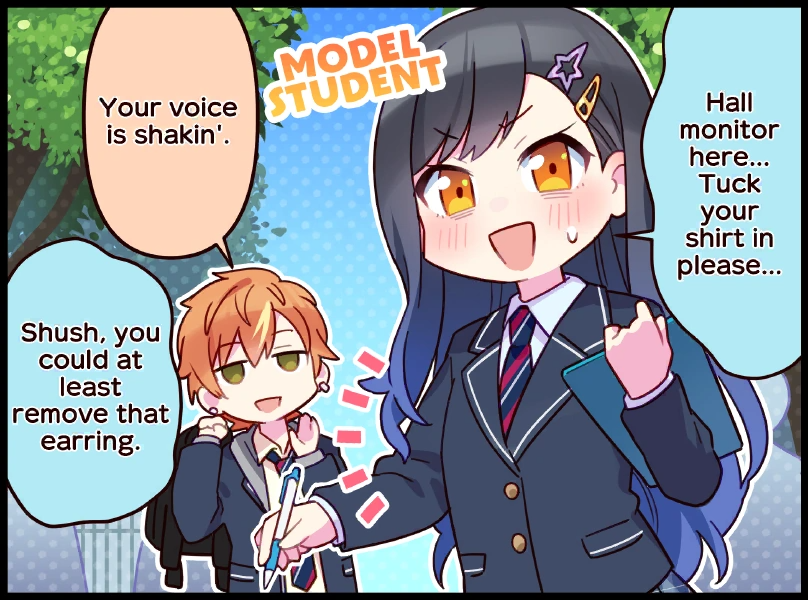 MODEL
STUDENT
Hall
monitor
here...
Tuck
your
shirt in
please...
Your voice
is shakin'.
Shush, you
could at
least
remove that
earring.